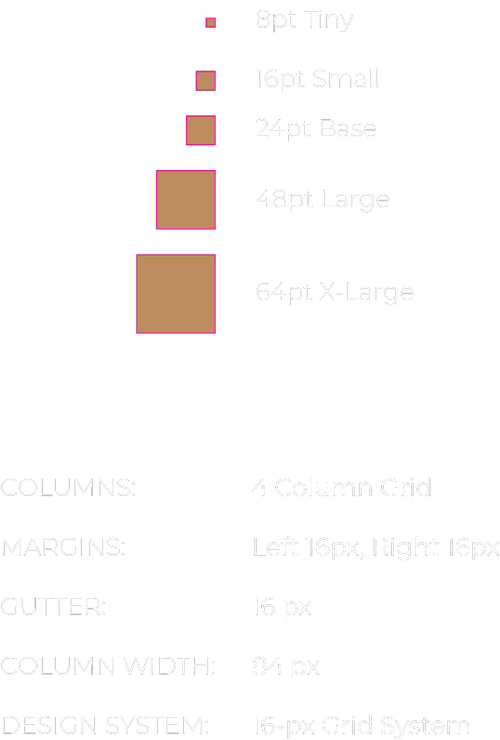 8pt Tiny
16pt Small
24pt Base
48pt Large
64pt X-Large
COLUMNS: 4 Column Grid
MARGINS: Left 16px, Right 16px
GUTTER: 16 px
COLUMN WIDTH: 84 px
DESIGN SYSTEM: 16-px Grid System